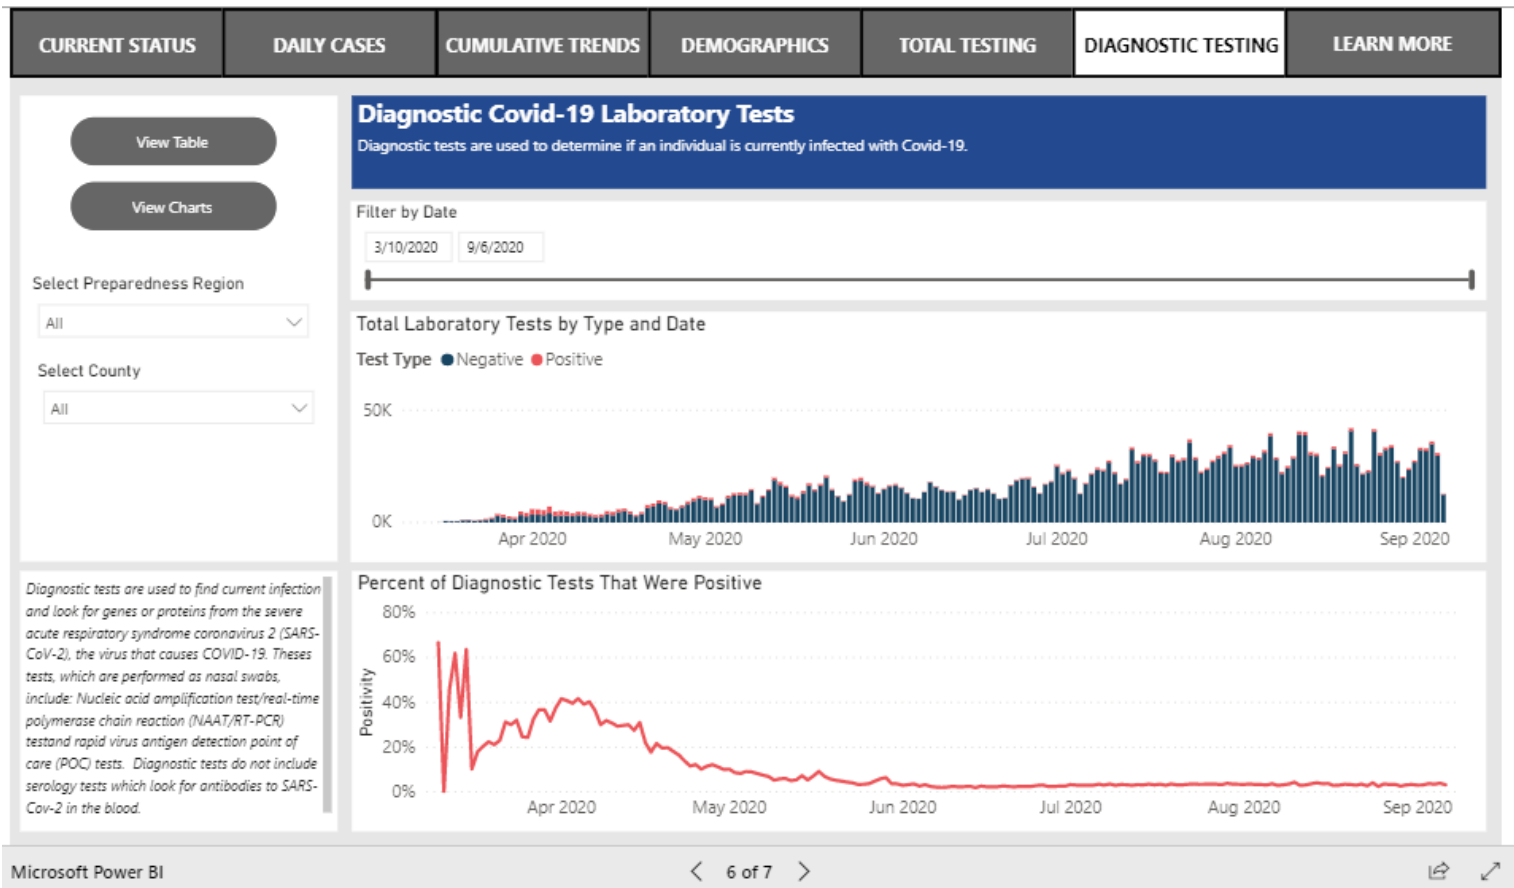 CURRENT STATUS
DAILY CASES
CUMULATIVE TRENDS
DEMOGRAPHICS
TOTAL TESTING
DIAGNOSTIC TESTING
LEARN MORE
View Table
View Charts
Select Preparedness Region
All
Select County
All
Diagnostic tests are used to find current infection
and look for genes or proteins from the severe
acute respiratory syndrome coronavirus 2 (SARS-
CoV-2), the virus that causes COVID-19. Theses
tests, which are performed as nasal swabs,
include: Nucleic acid amplification test/real-time
polymerase chain reaction (NAAT/RT-PCR)
testand rapid virus antigen detection point of
care (POC) tests.  Diagnostic tests do not include
serology tests which look for antibodies to SARS-
Cov-2 in the blood.
Diagnostic Covid-19 Laboratory Tests
Diagnostic tests are used to determine if an individual is currently infected with Covid-19.
Filter by Date
3/10/2020 9/6/2020
Total Laboratory Tests by Type and Date
Test Type Negative Positive
50K
0K
Apr 2020 May 2020 Jun 2020 Jul 2020 Aug 2020 Sep 2020
Percent of Diagnostic Tests That Were Positive
Positivity
80%
60%
40%
20%
0%
Apr 2020 May 2020 Jun 2020 Jul 2020 Aug 2020 Sep 2020
Microsoft Power BI
6 of 7